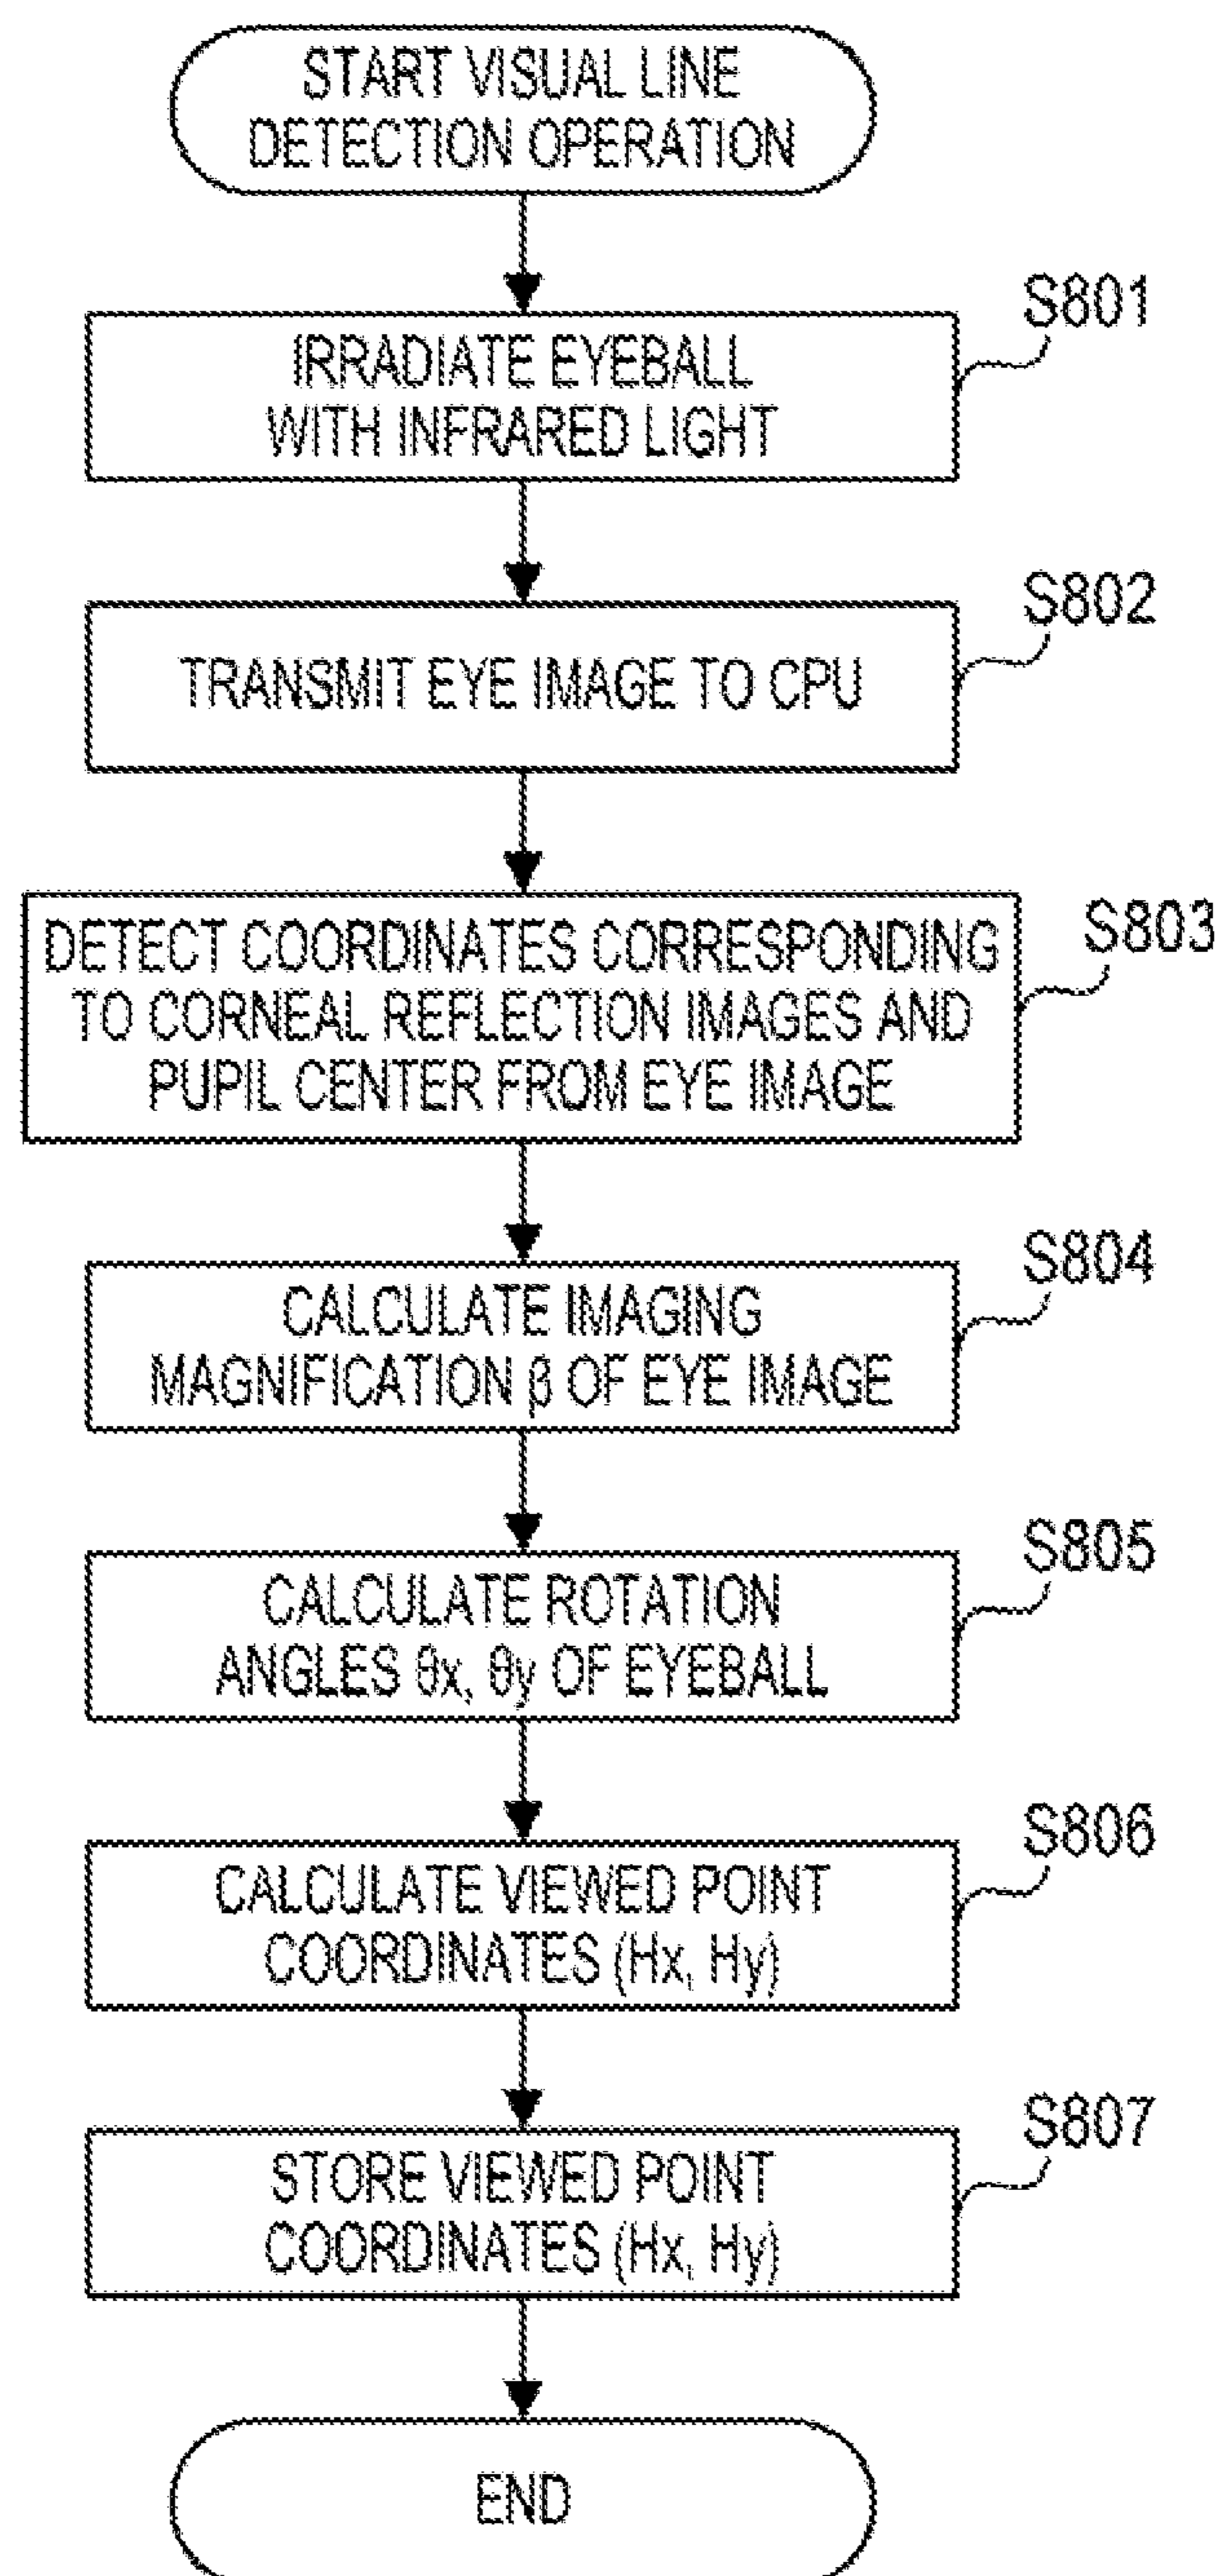 START VISUAL LINE
DETECTION OPERATION
S801
IRRADIATE EYEBALL
WITH INFRARED LIGHT
S802
TRANSMIT EYE IMAGE TO CPU
S803
DETECT COORDINATES CORRESPONDING
TO CORNEAL REFLECTION IMAGES AND
PUPIL CENTER FROM EYE IMAGE
S804
CALCULATE IMAGING
MAGNIFICATION β OF EYE IMAGE
S805
CALCULATE ROTATION
ANGLES θx, θy OF EYEBALL
S806
CALCULATE VIEWED POINT
COORDINATES (Hx, Hy)
S807
STORE VIEWED POINT
COORDINATES (Hx, Hy)
END